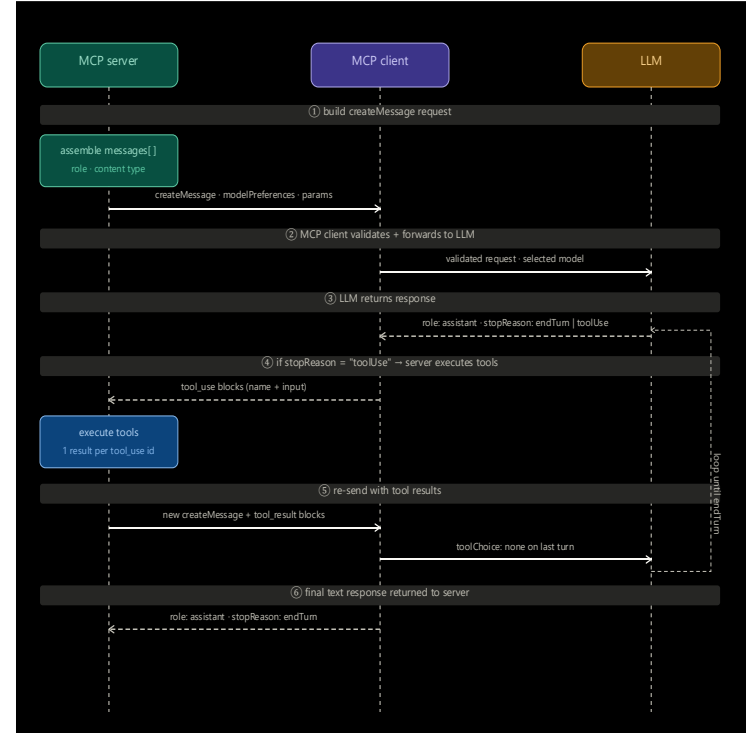 MCP server
MCP client
LLM
① build createMessage request
assemble messages[ ]
role · content type
createMessage · modelPreferences · params
② MCP client validates + forwards to LLM
validated request · selected model
③ LLM returns response
role: assistant · stopReason: endTurn | toolUse
④ if stopReason = "toolUse" → server executes tools
tool_use blocks (name + input)
execute tools
1 result per tool_use id
loop until endTurn
⑤ re-send with tool results
new createMessage + tool_result blocks
toolChoice: none on last turn
⑥ final text response returned to server
role: assistant · stopReason: endTurn